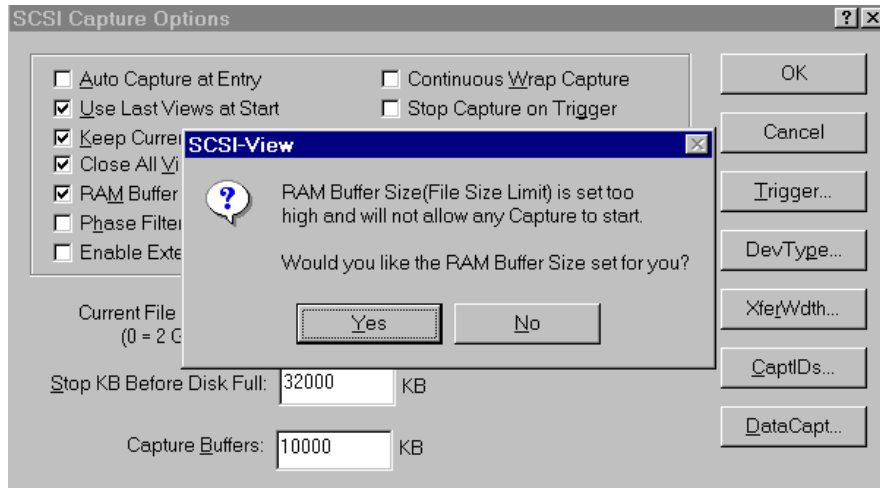 SCSI Capture Options
Auto Capture at Entry
Continuous Wrap Capture
OK
Use Last Views at Start
Stop Capture on Trigger
Keep
Cancel
SCSI-View
Close All
RAM Buffer
RAM Buffer Size(File Size Limit) is set too
high and will not allow any Capture to start.
Trigger...
Phase Filter
Enable
Would you like the RAM Buffer Size set for you?
DevType...
Current File
(0 = 2
Yes
No
XferWdth...
Stop KB Before Disk Full:
32000
KB
CaptIDs...
Capture Buffers:
10000
KB
DataCapt...